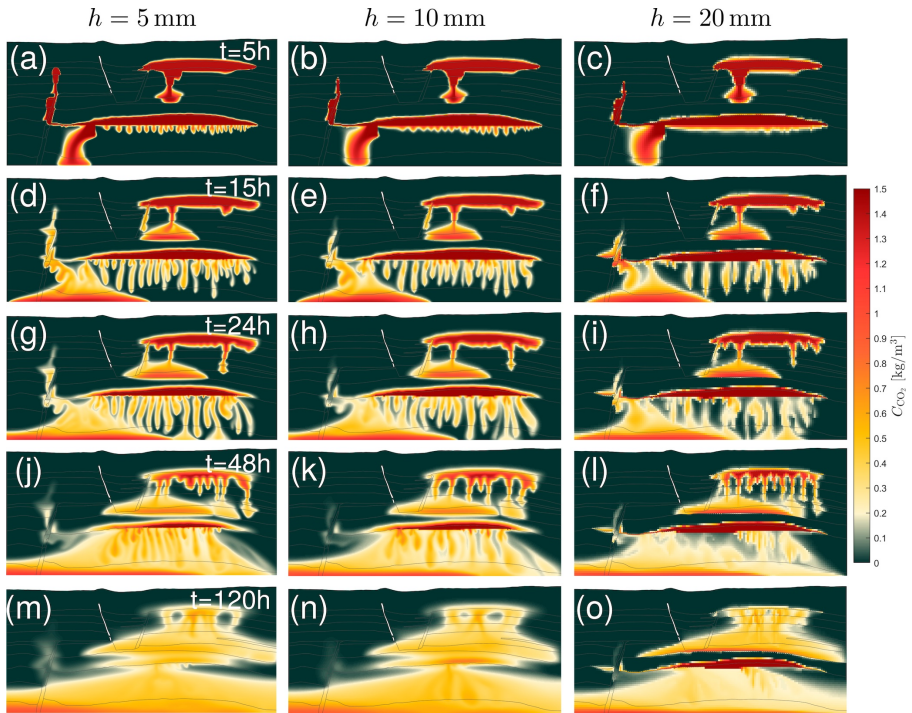 h = 5 mm h = 10 mm h = 20 mm
(a) t=5h (b) (c)
(d) t=15h (e) (f)
(g) t=24h (h) (i)
(j) t=48h (k) (l)
(m) t=120h (n) (o)
1.5
1.4
1.3
1.2
1.1
1
0.9
0.8
0.7
0.6
0.5
0.4
0.3
0.2
0.1
0
C_CO₂ [kg/m³]